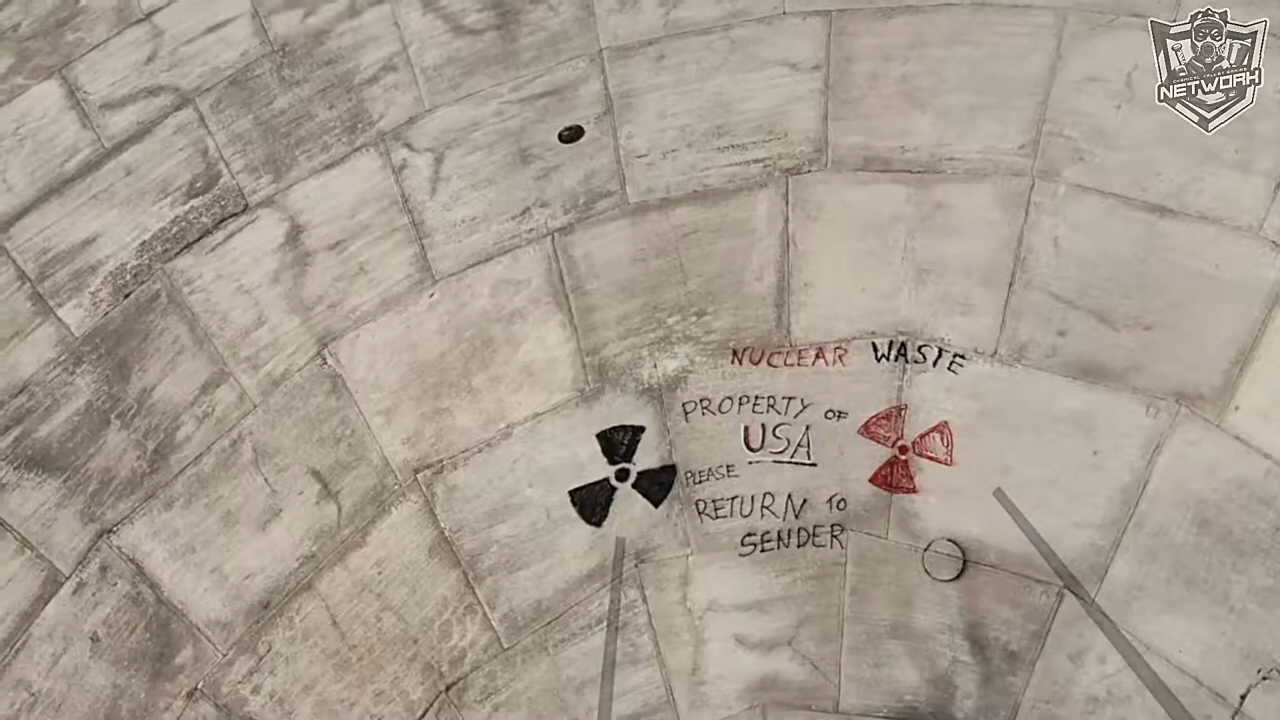 NUCLEAR WASTE
PROPERTY OF
USA
PLEASE
RETURN TO
SENDER
NETWORK